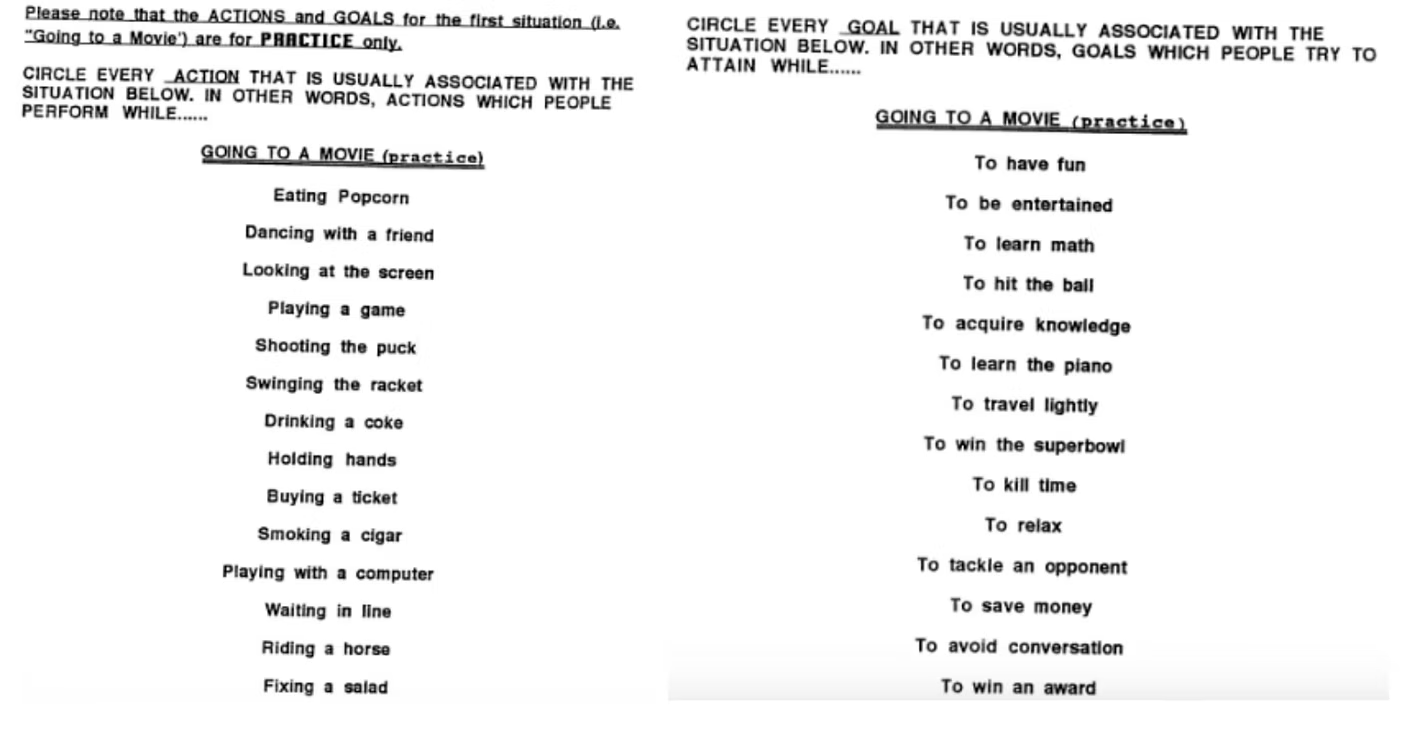 Please note that the ACTIONS and GOALS for the first situation (i.e.
"Going to a Movie') are for PRACTICE only.
CIRCLE EVERY ACTION THAT IS USUALLY ASSOCIATED WITH THE
SITUATION BELOW. IN OTHER WORDS, ACTIONS WHICH PEOPLE
PERFORM WHILE......
GOING TO A MOVIE (practice)
Eating Popcorn
Dancing with a friend
Looking at the screen
Playing a game
Shooting the puck
Swinging the racket
Drinking a coke
Holding hands
Buying a ticket
Smoking a cigar
Playing with a computer
Waiting in line
Riding a horse
Fixing a salad
CIRCLE EVERY GOAL THAT IS USUALLY ASSOCIATED WITH THE
SITUATION BELOW. IN OTHER WORDS, GOALS WHICH PEOPLE TRY TO
ATTAIN WHILE......
GOING TO A MOVIE (practice)
To have fun
To be entertained
To learn math
To hit the ball
To acquire knowledge
To learn the piano
To travel lightly
To win the superbowl
To kill time
To relax
To tackle an opponent
To save money
To avoid conversation
To win an award